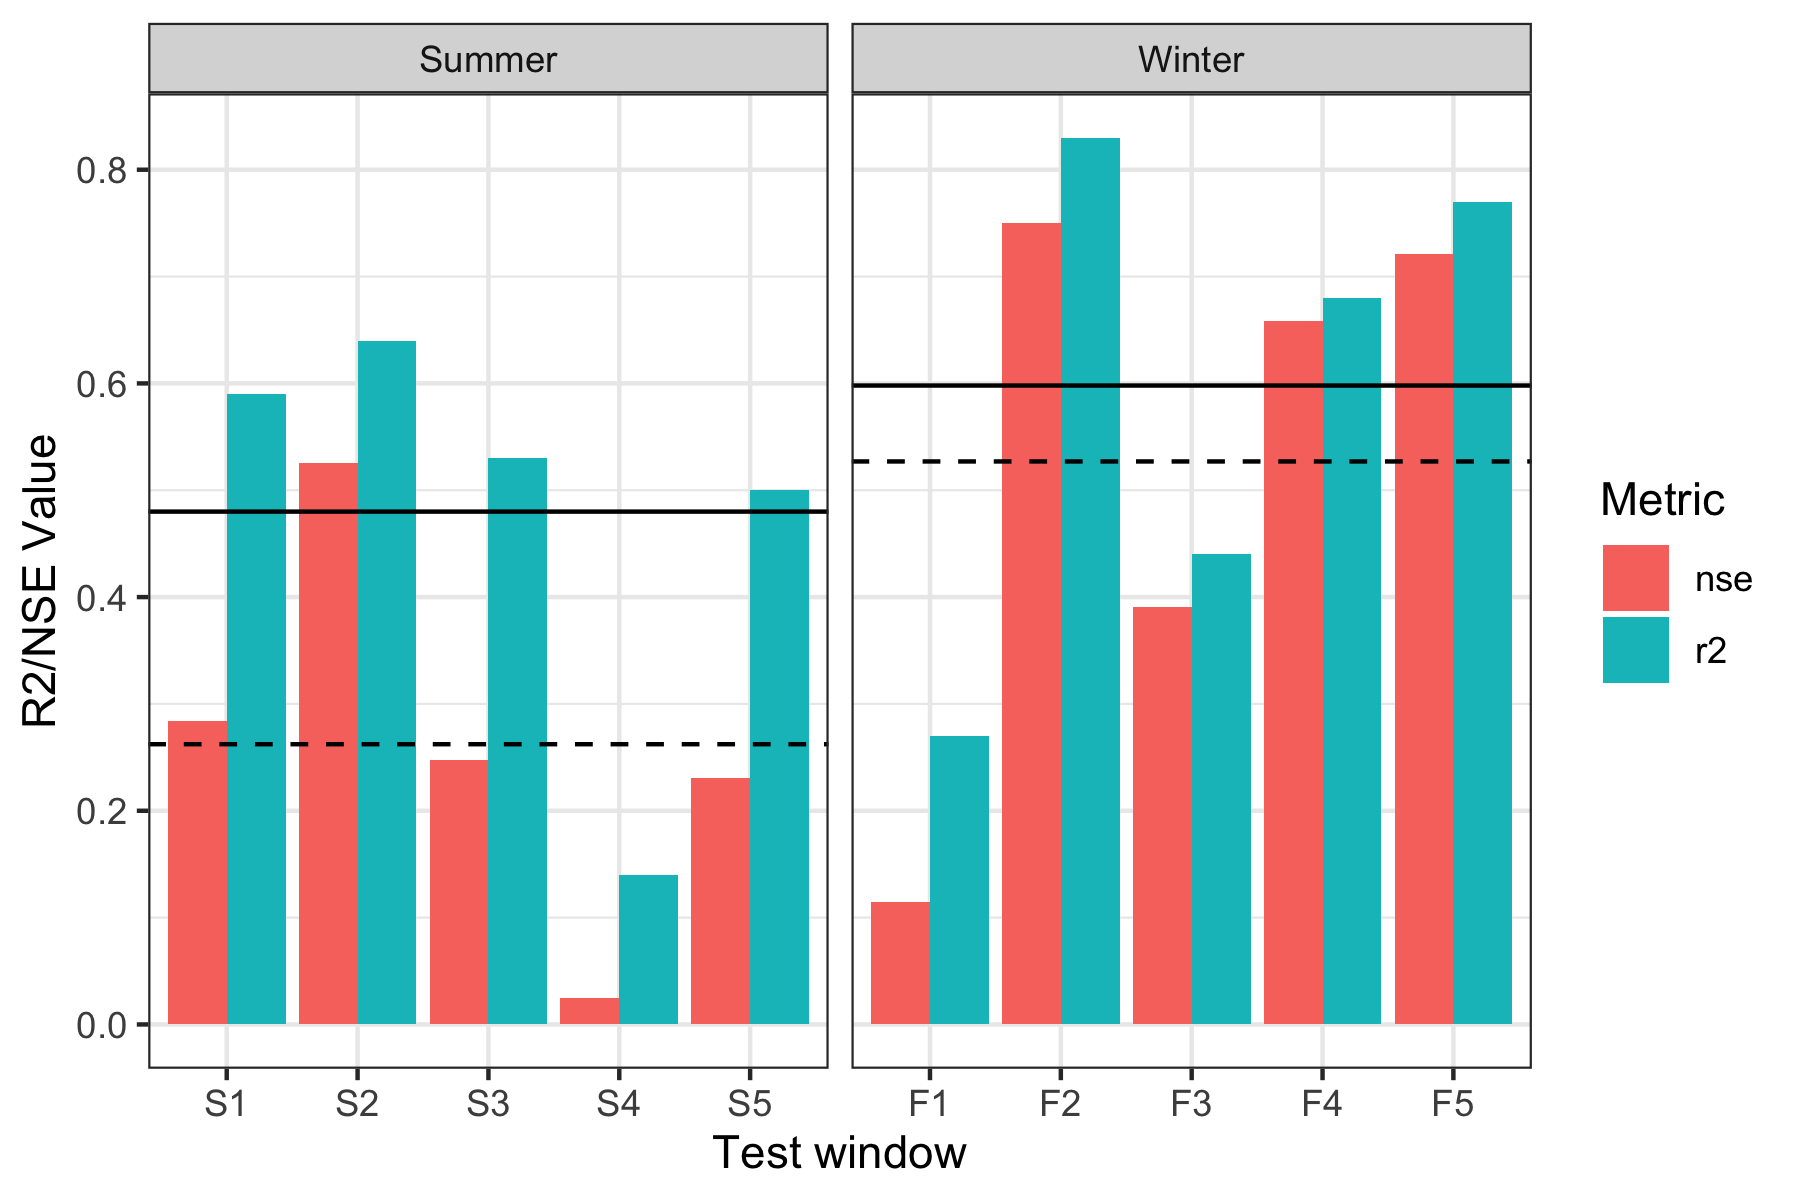 Summer
Winter
R2/NSE Value
0.8
0.6
0.4
0.2
0.0
S1 S2 S3 S4 S5
F1 F2 F3 F4 F5
Test window
Metric
nse
r2